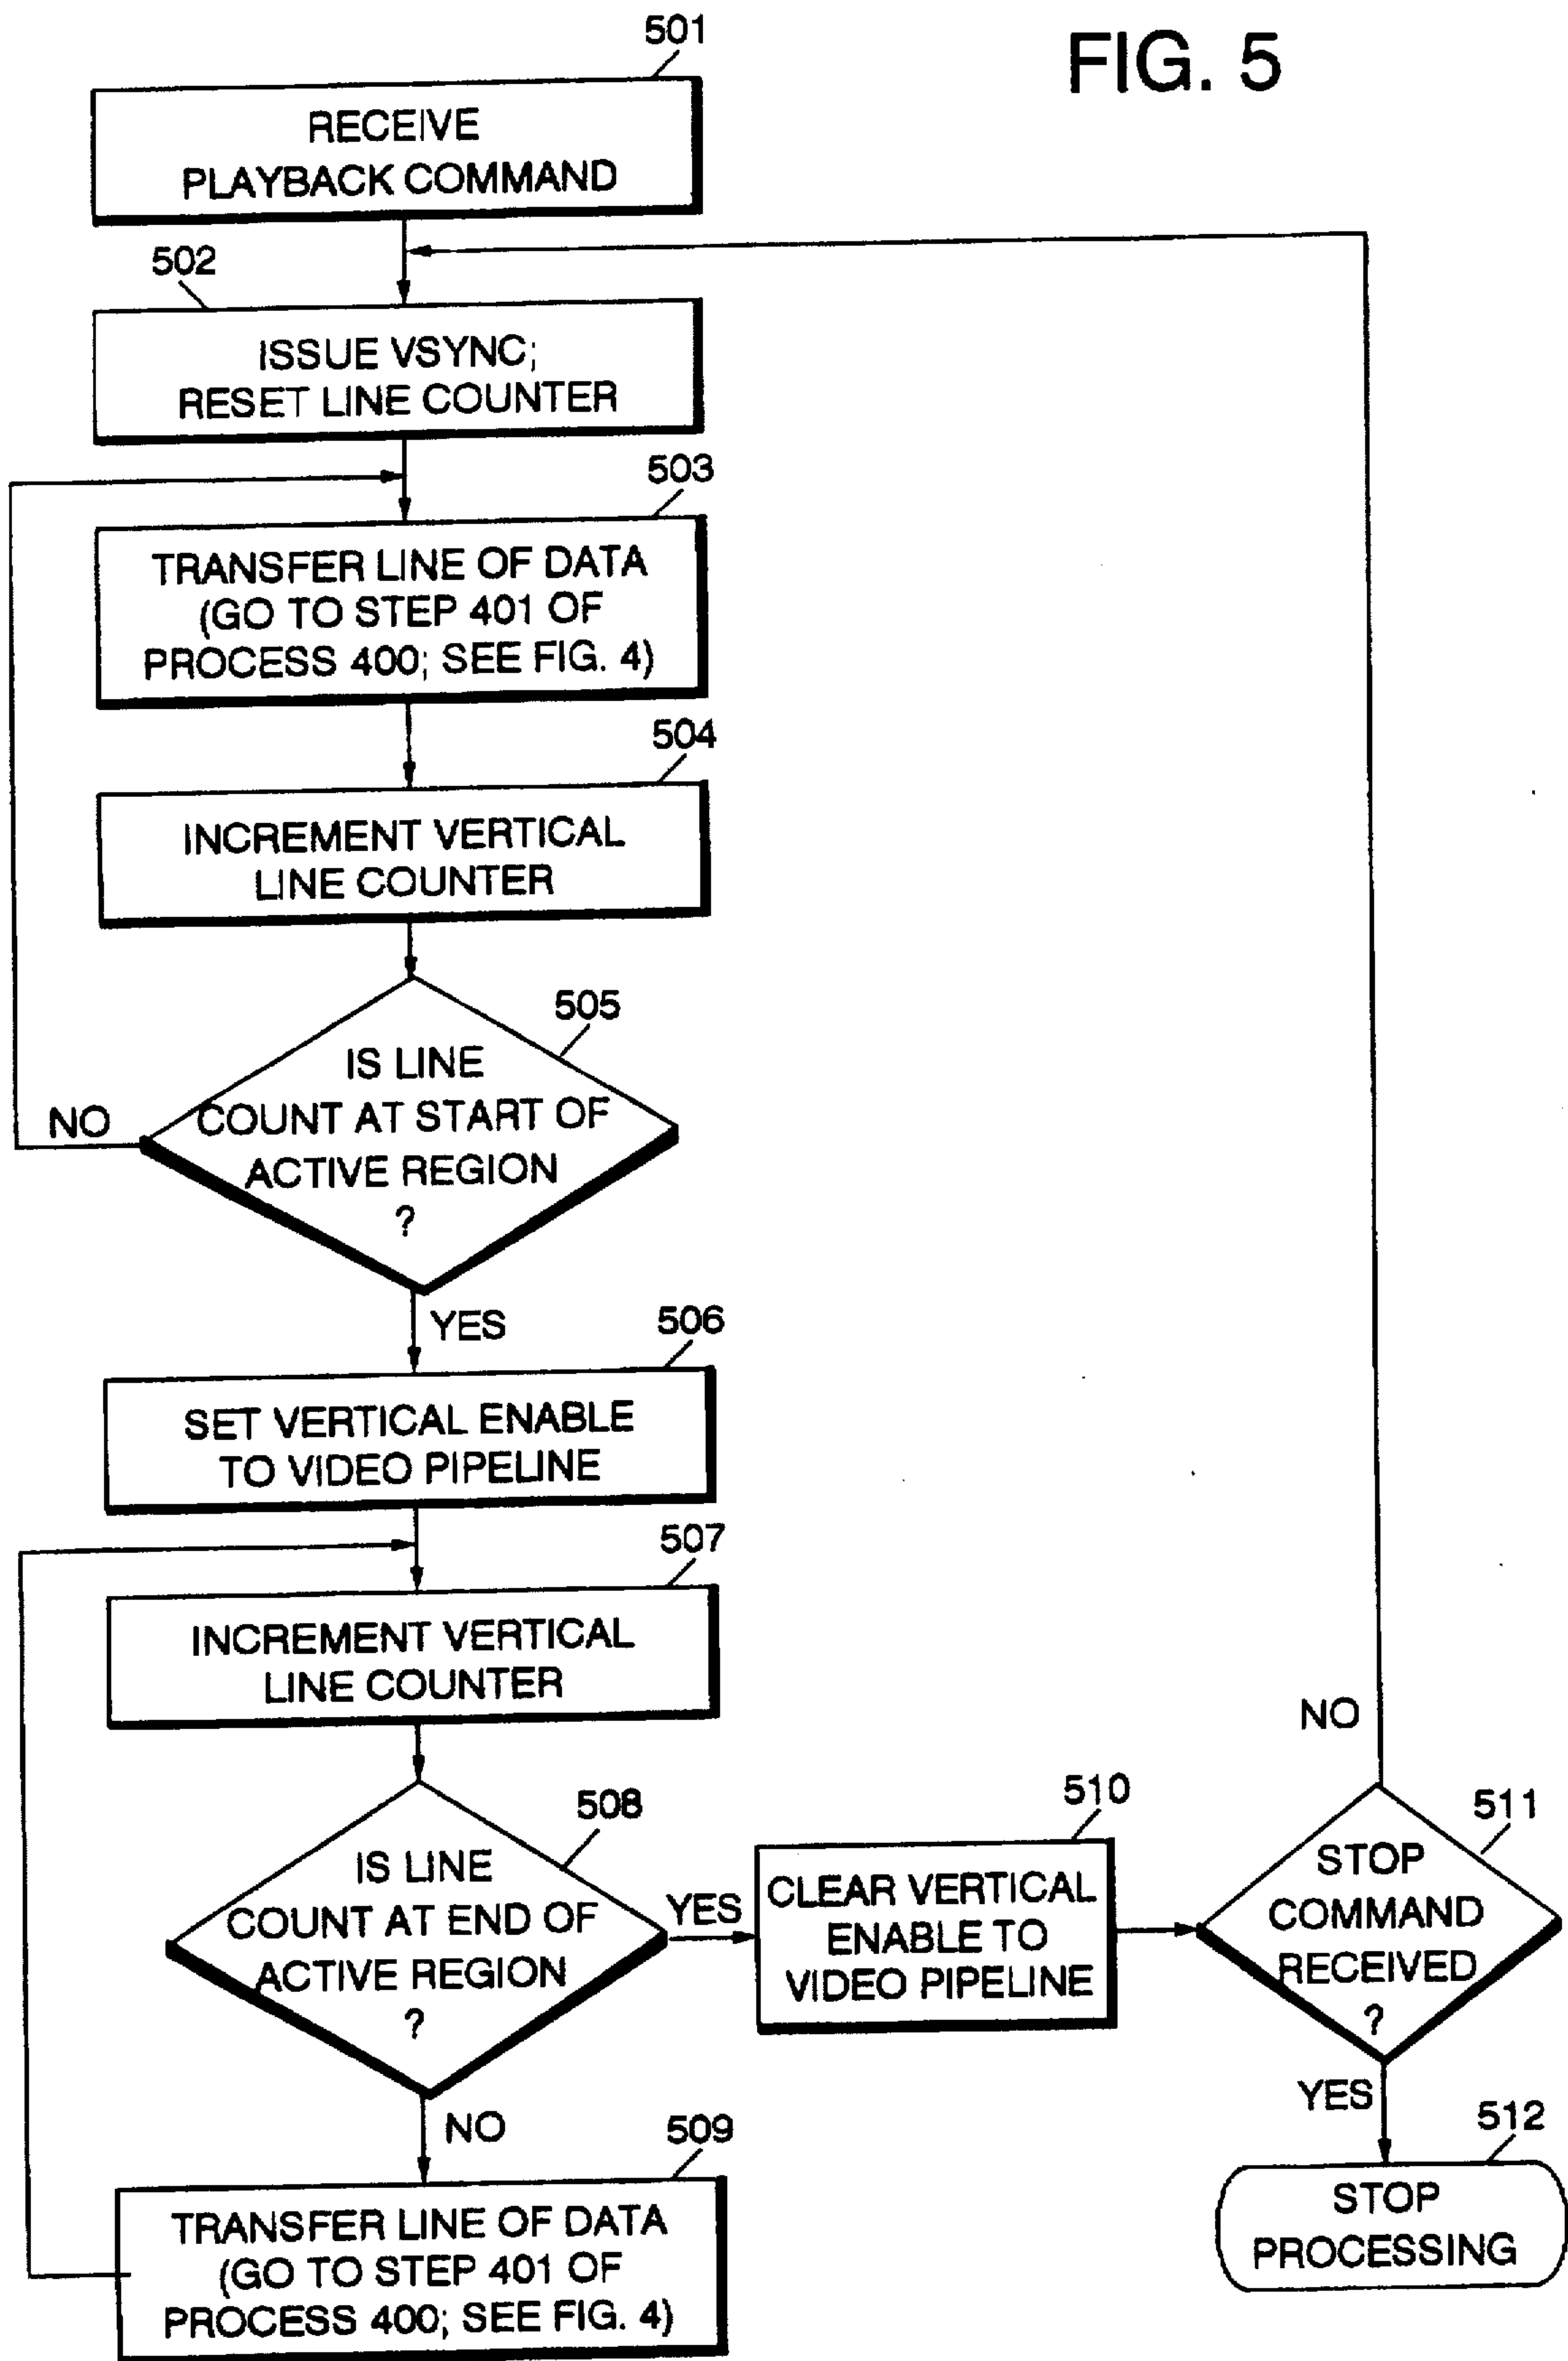 FIG. 5
501
RECEIVE
PLAYBACK COMMAND
502
ISSUE VSYNC;
RESET LINE COUNTER
503
TRANSFER LINE OF DATA
(GO TO STEP 401 OF
PROCESS 400; SEE FIG. 4)
504
INCREMENT VERTICAL
LINE COUNTER
505
IS LINE
COUNT AT START OF
ACTIVE REGION
?
NO
YES
506
SET VERTICAL ENABLE
TO VIDEO PIPELINE
507
INCREMENT VERTICAL
LINE COUNTER
508
IS LINE
COUNT AT END OF
ACTIVE REGION
?
YES
NO
509
TRANSFER LINE OF DATA
(GO TO STEP 401 OF
PROCESS 400; SEE FIG. 4)
510
CLEAR VERTICAL
ENABLE TO
VIDEO PIPELINE
NO
511
STOP
COMMAND
RECEIVED
?
YES
512
STOP
PROCESSING